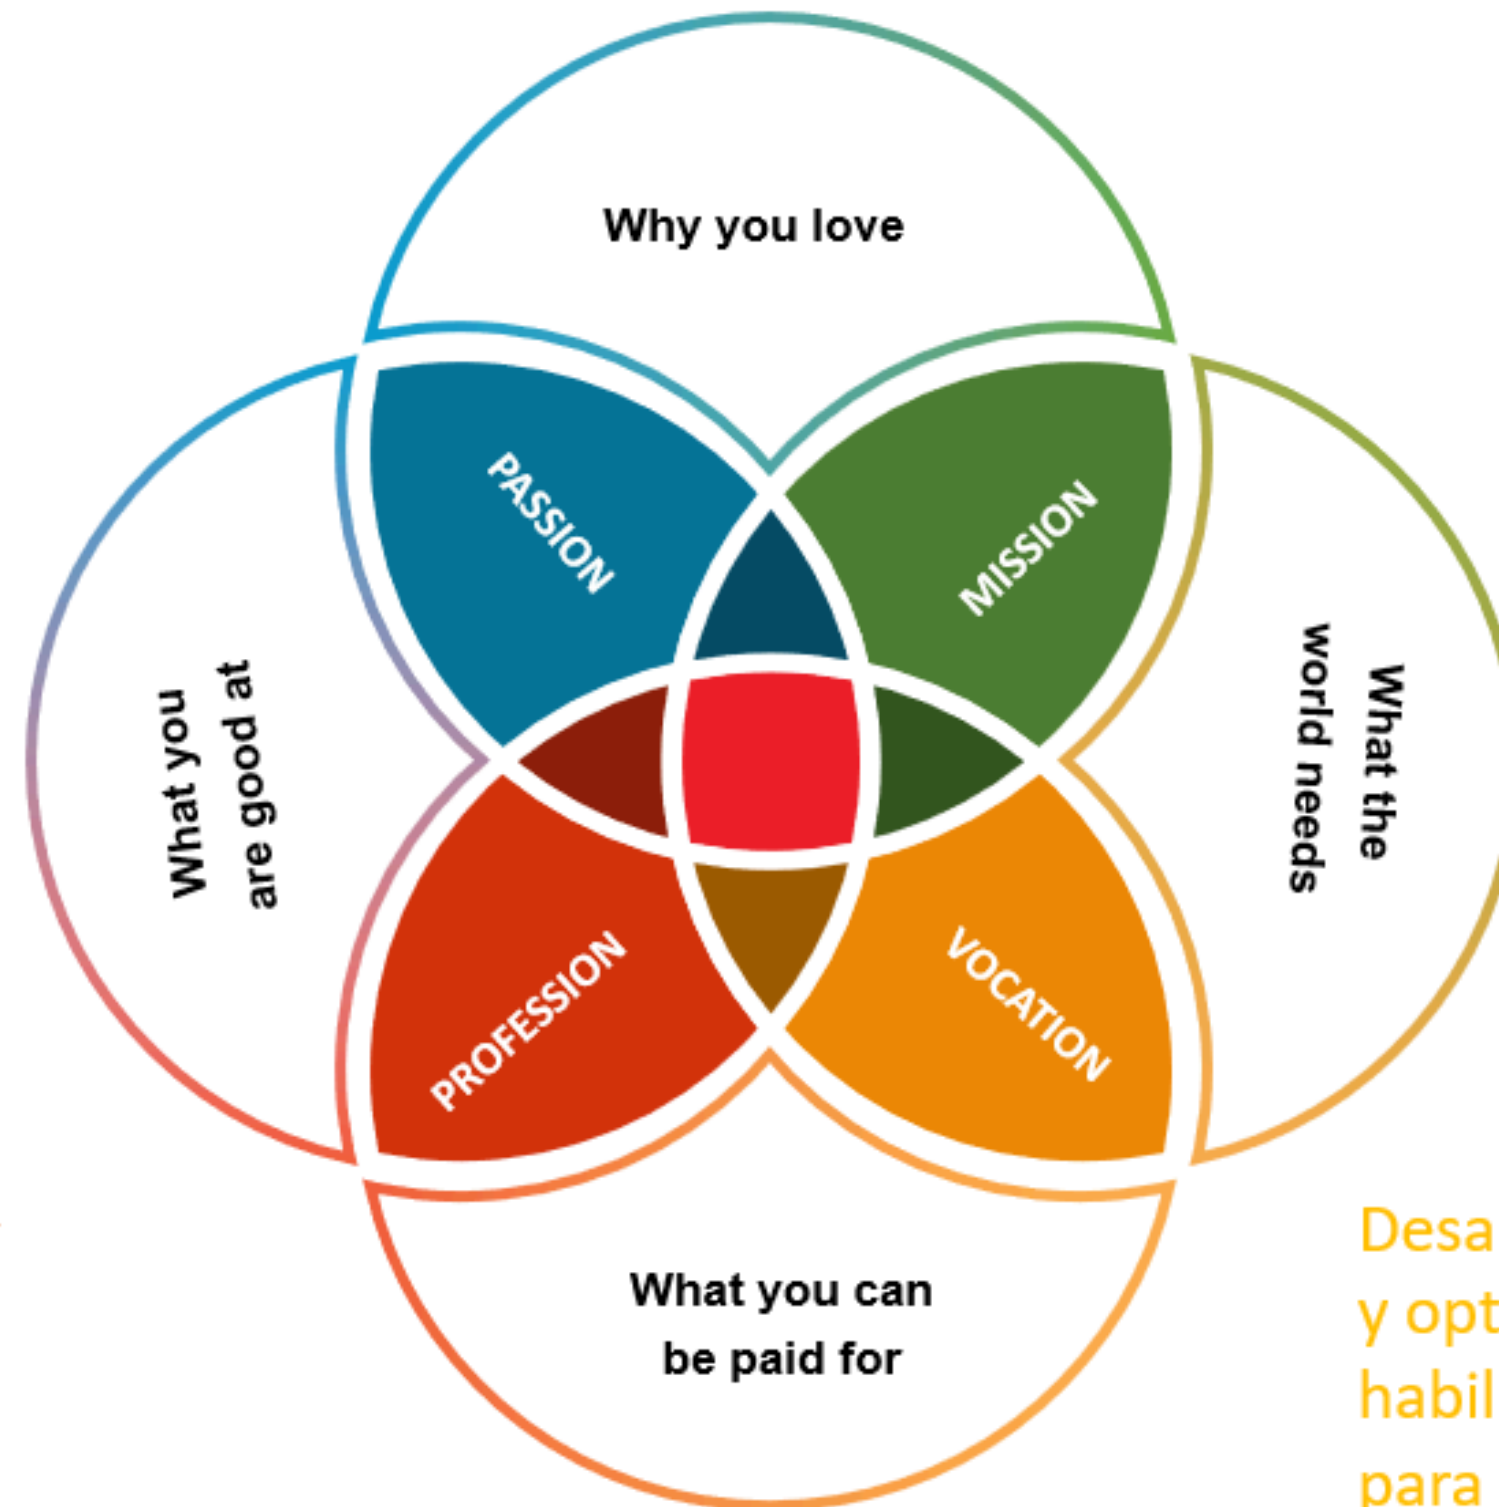 Why you love
PASSION
MISSION
What you
are good at
What the
world needs
PROFESSION
VOCATION
What you can
be paid for
Desa
y opt
habil
para